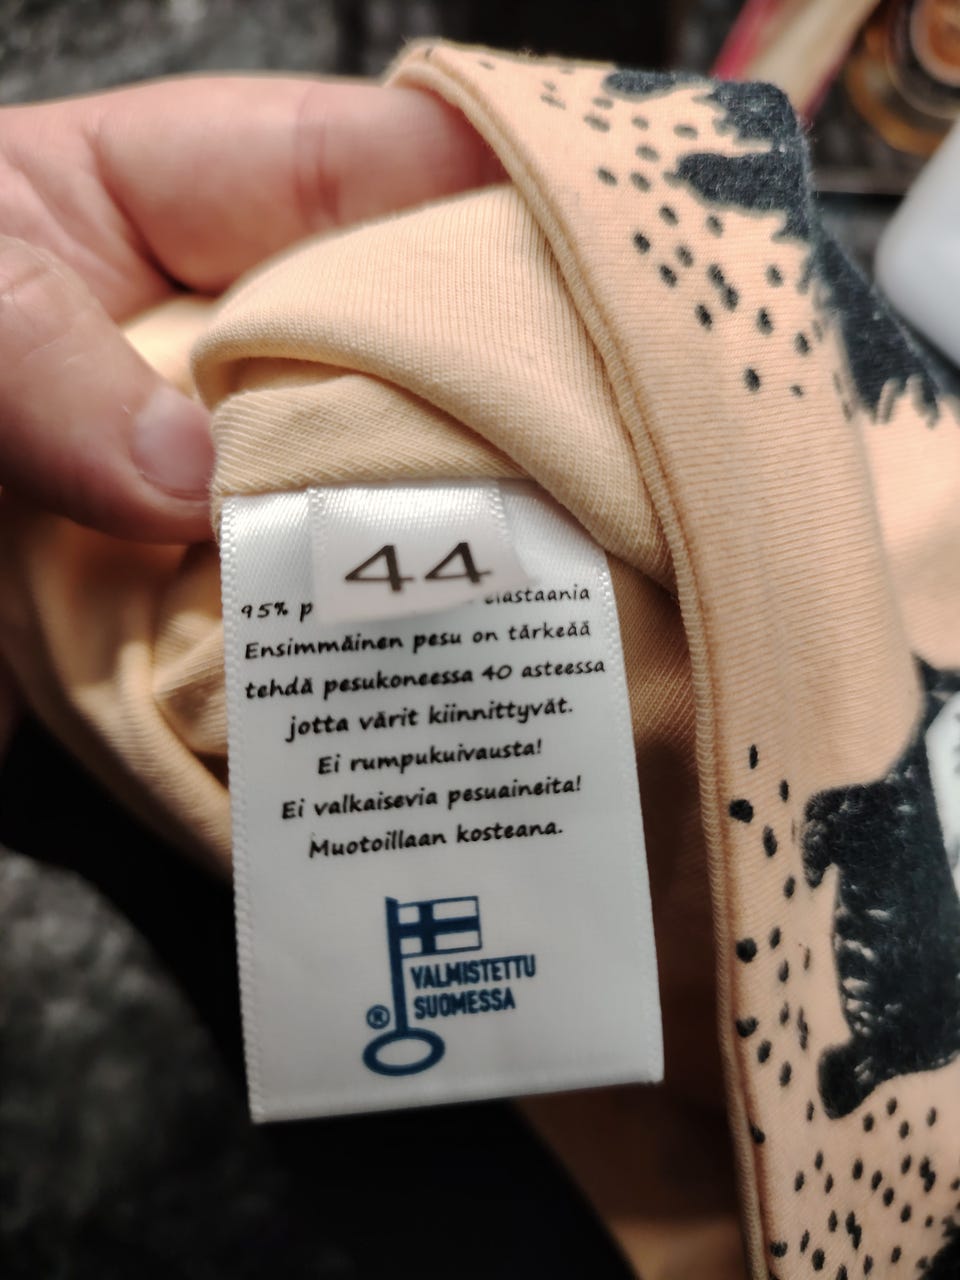 44
95% p elastaania
Ensimmäinen pesu on tärkeää
tehdä pesukoneessa 40 asteessa
jotta värit kiinnittyvät.
Ei rumpukuivausta!
Ei valkaisevia pesuaineita!
Muotoillaan kosteana.
VALMISTETTU
SUOMESSA
®